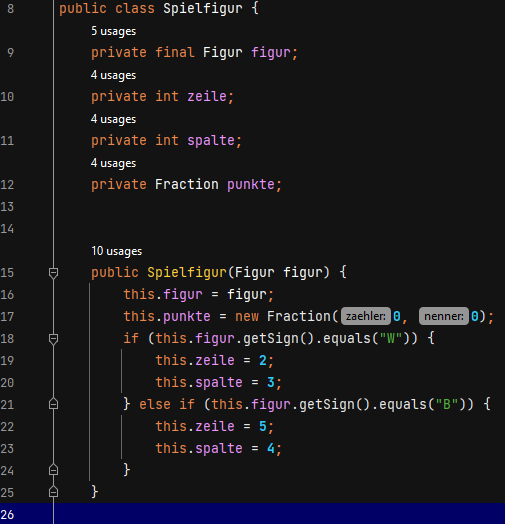 8 public class Spielfigur {
5 usages
9 private final Figur figur;
4 usages
10 private int zeile;
4 usages
11 private int spalte;
4 usages
12 private Fraction punkte;
13
14
10 usages
15 public Spielfigur(Figur figur) {
16 this.figur = figur;
17 this.punkte = new Fraction( zaehler: 0, nenner: 0);
18 if (this.figur.getSign().equals("W")) {
19 this.zeile = 2;
20 this.spalte = 3;
21 } else if (this.figur.getSign().equals("B")) {
22 this.zeile = 5;
23 this.spalte = 4;
24 }
25 }
26